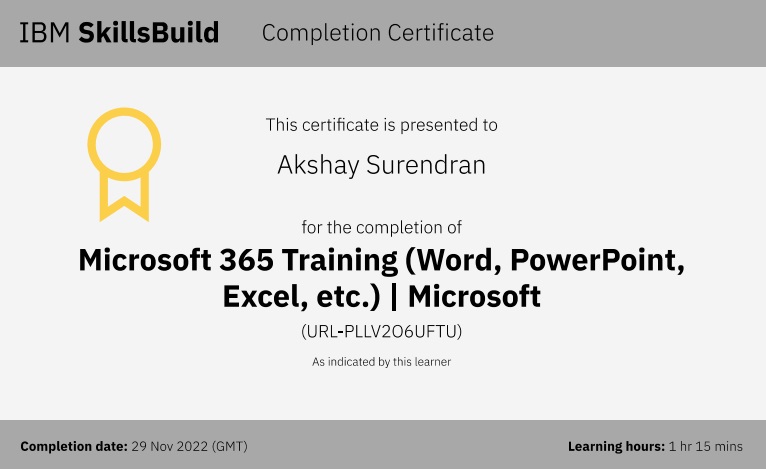 IBM SkillsBuild Completion Certificate
This certificate is presented to
Akshay Surendran
for the completion of
Microsoft 365 Training (Word, PowerPoint,
Excel, etc.) | Microsoft
(URL-PLLV2O6UFTU)
As indicated by this learner
Completion date: 29 Nov 2022 (GMT) Learning hours: 1 hr 15 mins